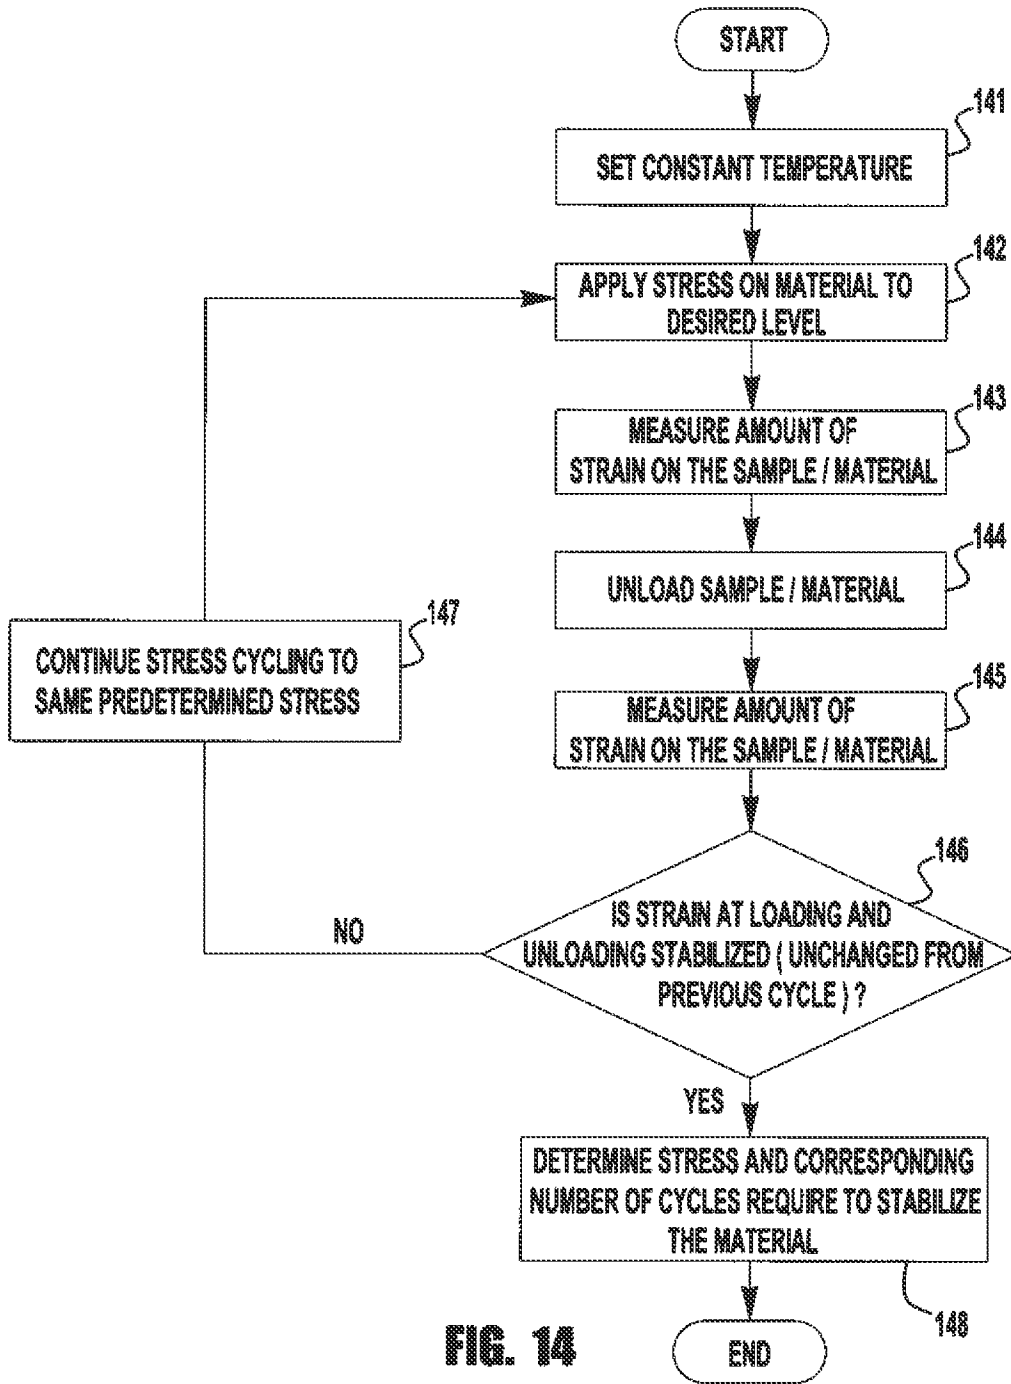 START
141
SET CONSTANT TEMPERATURE
142
APPLY STRESS ON MATERIAL TO
DESIRED LEVEL
143
MEASURE AMOUNT OF
STRAIN ON THE SAMPLE / MATERIAL
144
UNLOAD SAMPLE / MATERIAL
147
CONTINUE STRESS CYCLING TO
SAME PREDETERMINED STRESS
145
MEASURE AMOUNT OF
STRAIN ON THE SAMPLE / MATERIAL
146
IS STRAIN AT LOADING AND
UNLOADING STABILIZED ( UNCHANGED FROM
PREVIOUS CYCLE ) ?
NO
YES
DETERMINE STRESS AND CORRESPONDING
NUMBER OF CYCLES REQUIRE TO STABILIZE
THE MATERIAL
148
END
FIG. 14